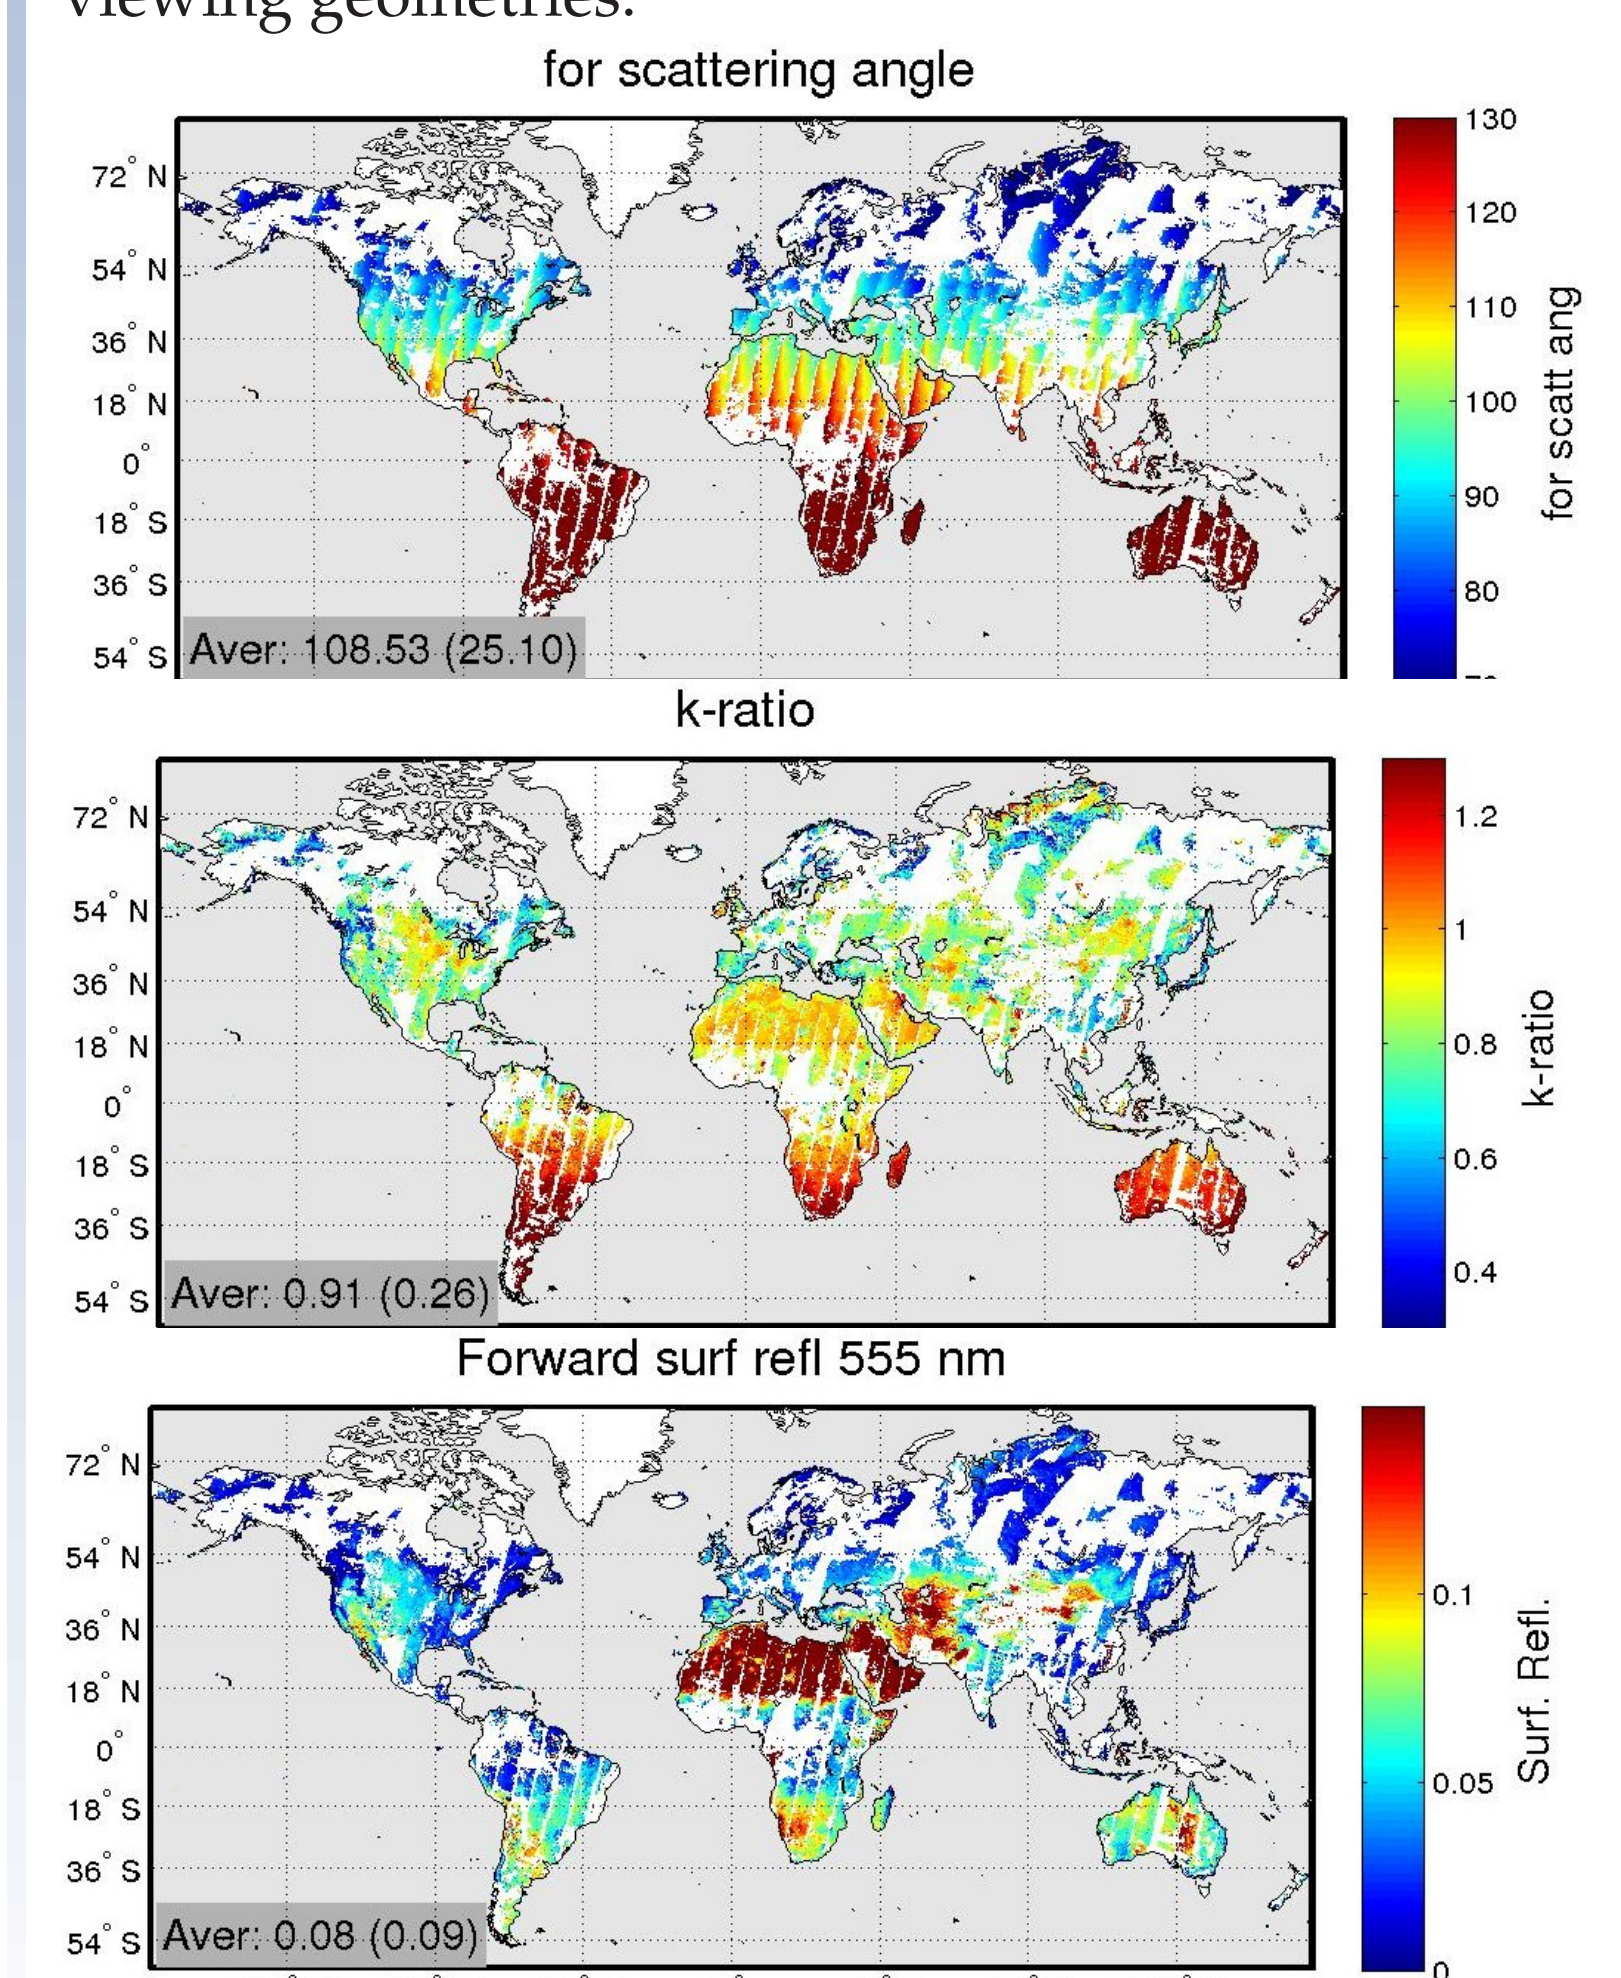 viewing geometries.
for scattering angle
130
72° N
120
54° N
110
36° N
18° N
100
0°
90
18° S
36° S
80
Aver: 108.53 (25.10)
54° S
for scatt ang
k-ratio
72° N
1.2
54° N
1
36° N
18° N
0.8
0°
18° S
0.6
36° S
0.4
Aver: 0.91 (0.26)
54° S
k-ratio
Forward surf refl 555 nm
72° N
54° N
0.1
36° N
18° N
0°
0.05
18° S
36° S
Aver: 0.08 (0.09)
54° S
0
Surf. Refl.